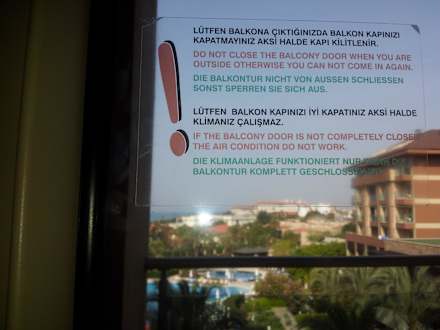 LÜTFEN BALKONA ÇIKTIĞINIZDA BALKON KAPINIZI
KAPATMAYINIZ AKSİ HALDE KAPI KİLİTLENİR.
DO NOT CLOSE THE BALCONY DOOR WHEN YOU ARE
OUTSIDE OTHERWISE YOU CAN NOT COME IN AGAIN.
DIE BALKONTUR NICHT VON AUSSEN SCHLIESSEN
SONST SPERREN SIE SICH AUS.
LÜTFEN BALKON KAPINIZI İYİ KAPATINIZ AKSİ HALDE
KLİMANIZ ÇALIŞMAZ.
IF THE BALCONY DOOR IS NOT COMPLETELY CLOSE
THE AIR CONDITION DO NOT WORK.
DIE KLIMAANLAGE FUNKTIONIERT NUR DIE
BALKONTUR KOMPLETT